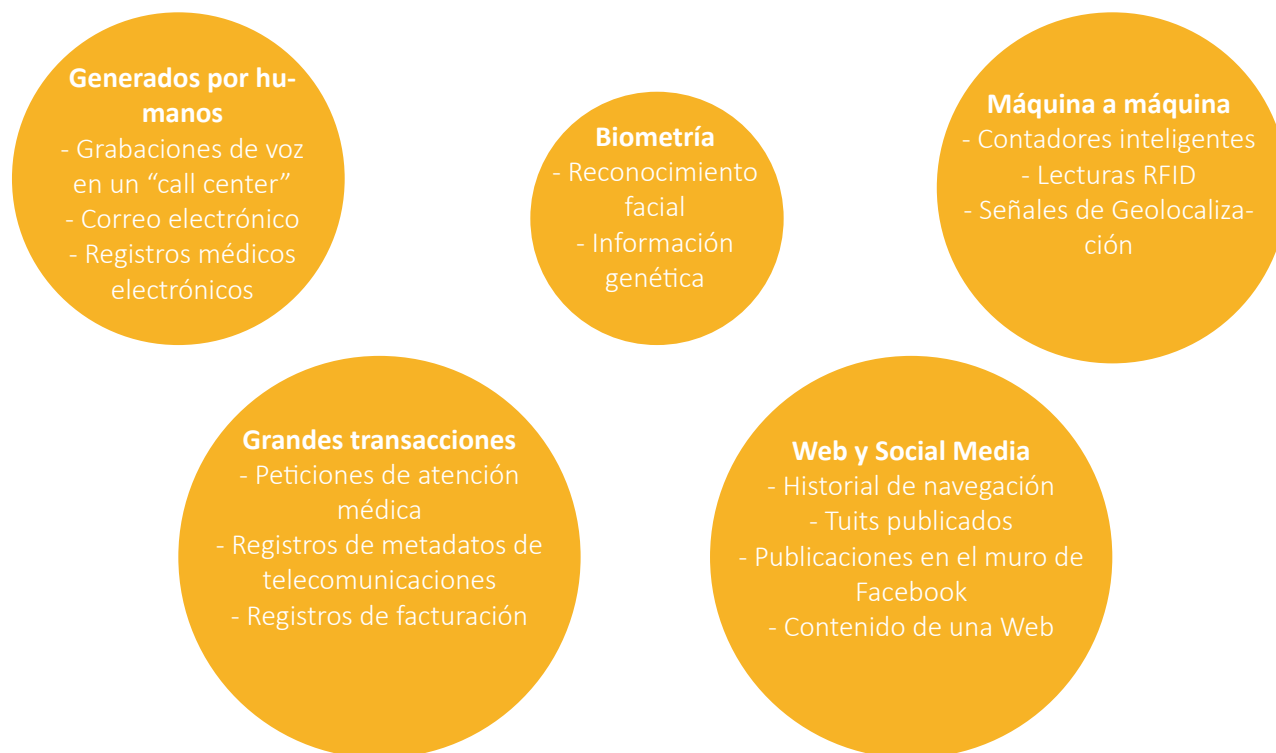 Generados por hu-
manos
- Grabaciones de voz
en un “call center”
- Correo electrónico
- Registros médicos
electrónicos
Biometría
- Reconocimiento
facial
- Información
genética
Máquina a máquina
- Contadores inteligentes
- Lecturas RFID
- Señales de Geolocaliza-
ción
Grandes transacciones
- Peticiones de atención
médica
- Registros de metadatos de
telecomunicaciones
- Registros de facturación
Web y Social Media
- Historial de navegación
- Tuits publicados
- Publicaciones en el muro de
Facebook
- Contenido de una Web